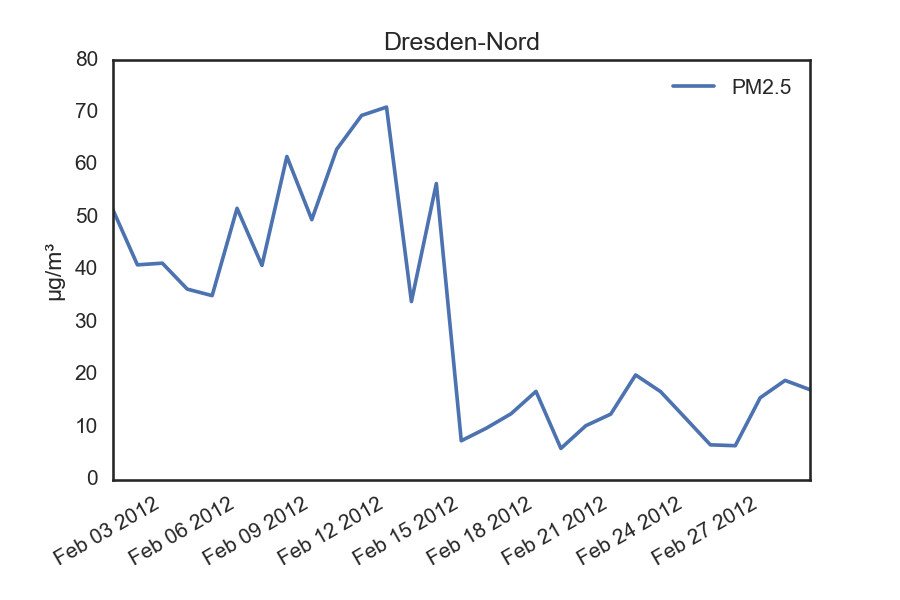 Dresden-Nord
80
70
60
50
40
30
20
10
0
µg/m³
PM2.5
Feb 03 2012
Feb 06 2012
Feb 09 2012
Feb 12 2012
Feb 15 2012
Feb 18 2012
Feb 21 2012
Feb 24 2012
Feb 27 2012